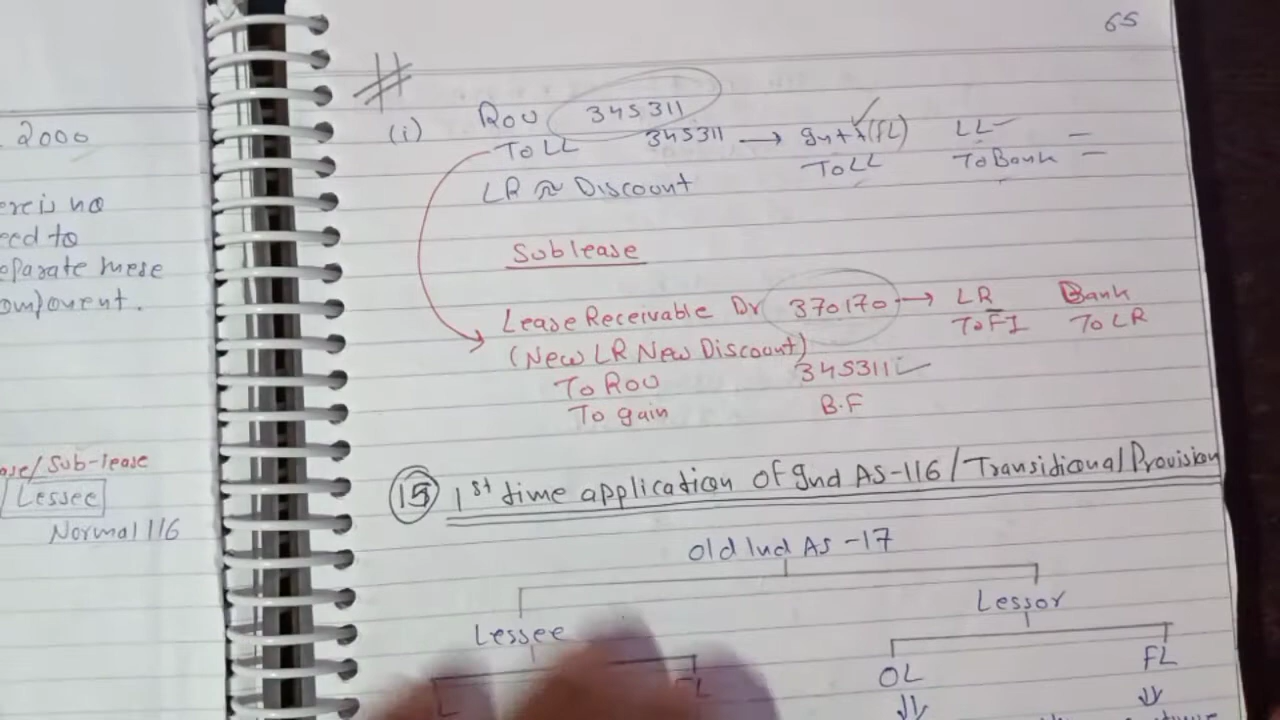 65
2000
ere is no
eed to
eparate these
omponent.
ase/Sub-lease
Lessee
Normal 116
#
(i) ROU 345311
To LL 345311 → Int (FL) LL
To LL To Bank
LR ≈ Discount
Sublease
Lease Receivable Dr 370170 → LR Bank
To FI To LR
(New LR New Discount)
To ROU 345311
To gain B.F
15 1st time application of Ind AS-116/Transidional Provision
Old Ind AS-17
Lessee Lessor
OL FL